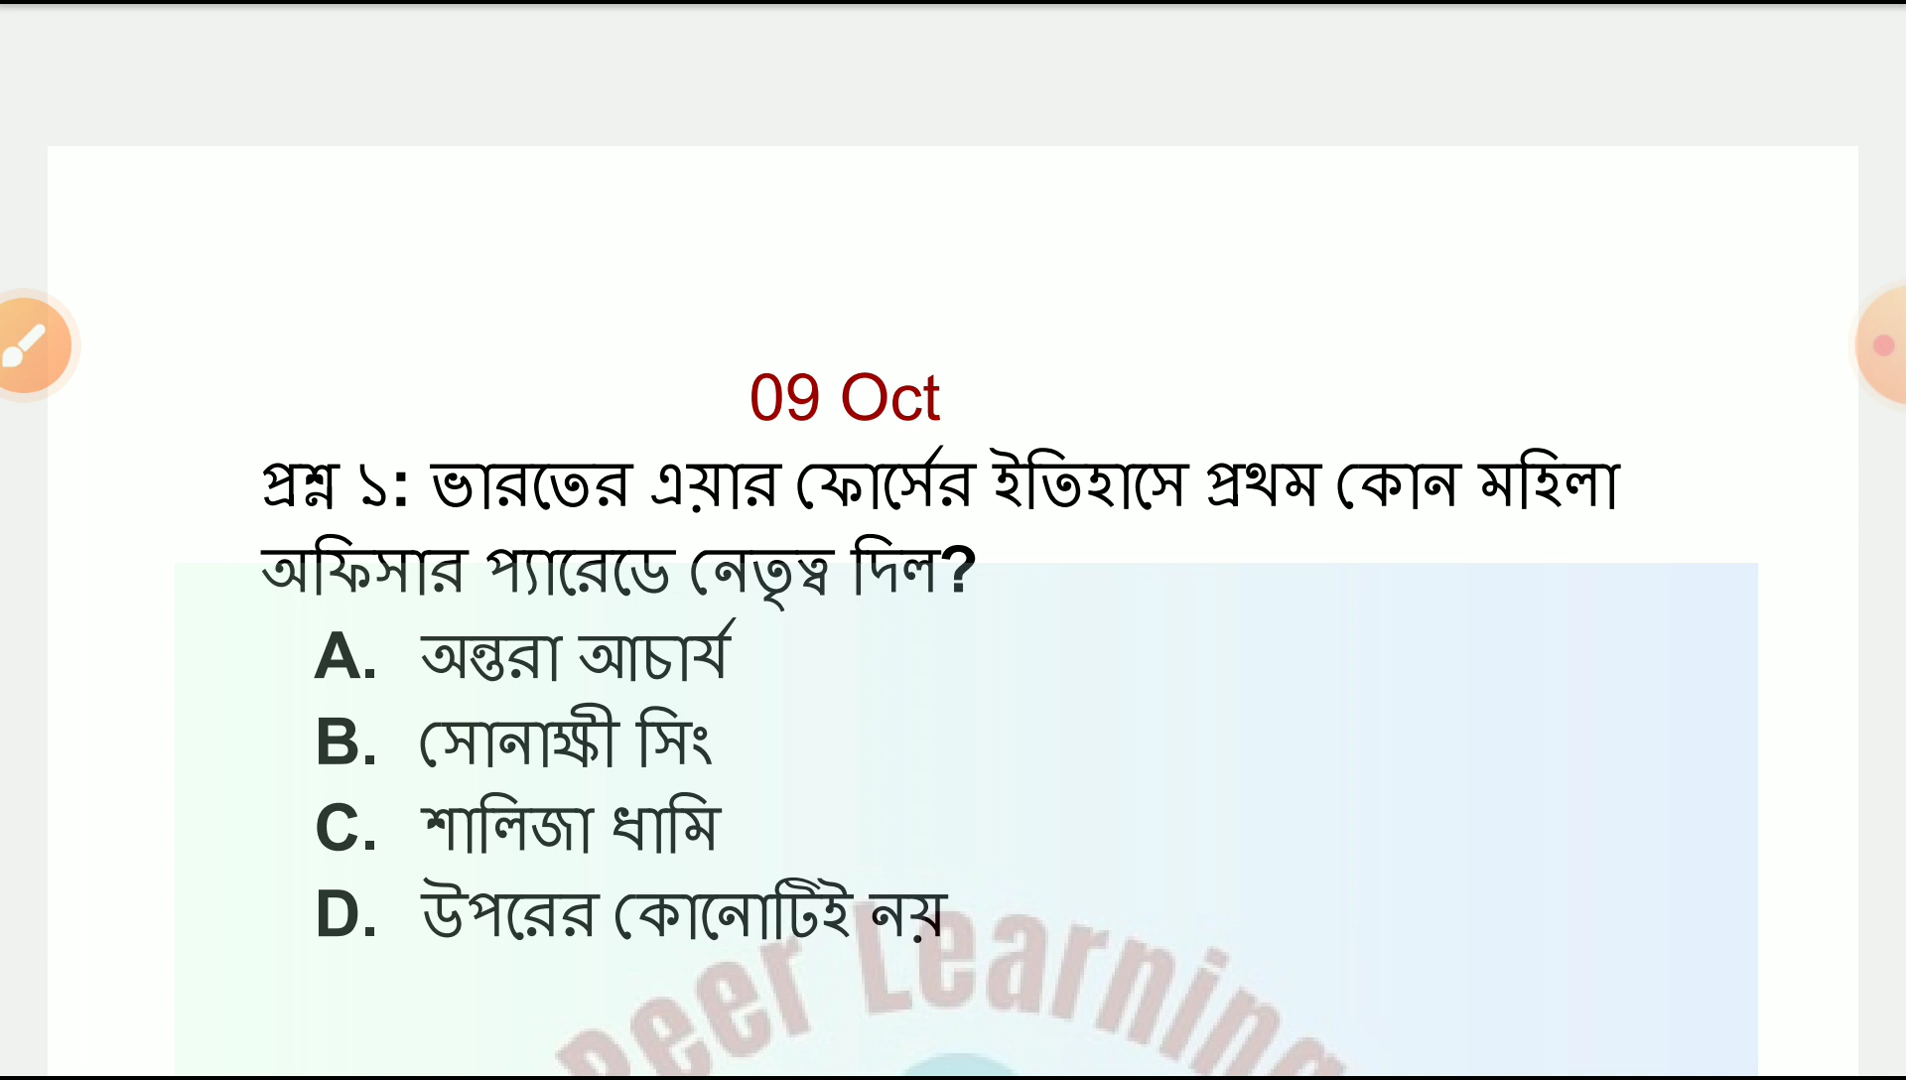 09 Oct
প্রশ্ন ১: ভারতের এয়ার ফোর্সের ইতিহাসে প্রথম কোন মহিলা
অফিসার প্যারেডে নেতৃত্ব দিল?
A. অন্তরা আচার্য
B. সোনাক্ষী সিং
C. শালিজা ধামি
D. উপরের কোনোটিই নয়
Peer Learning